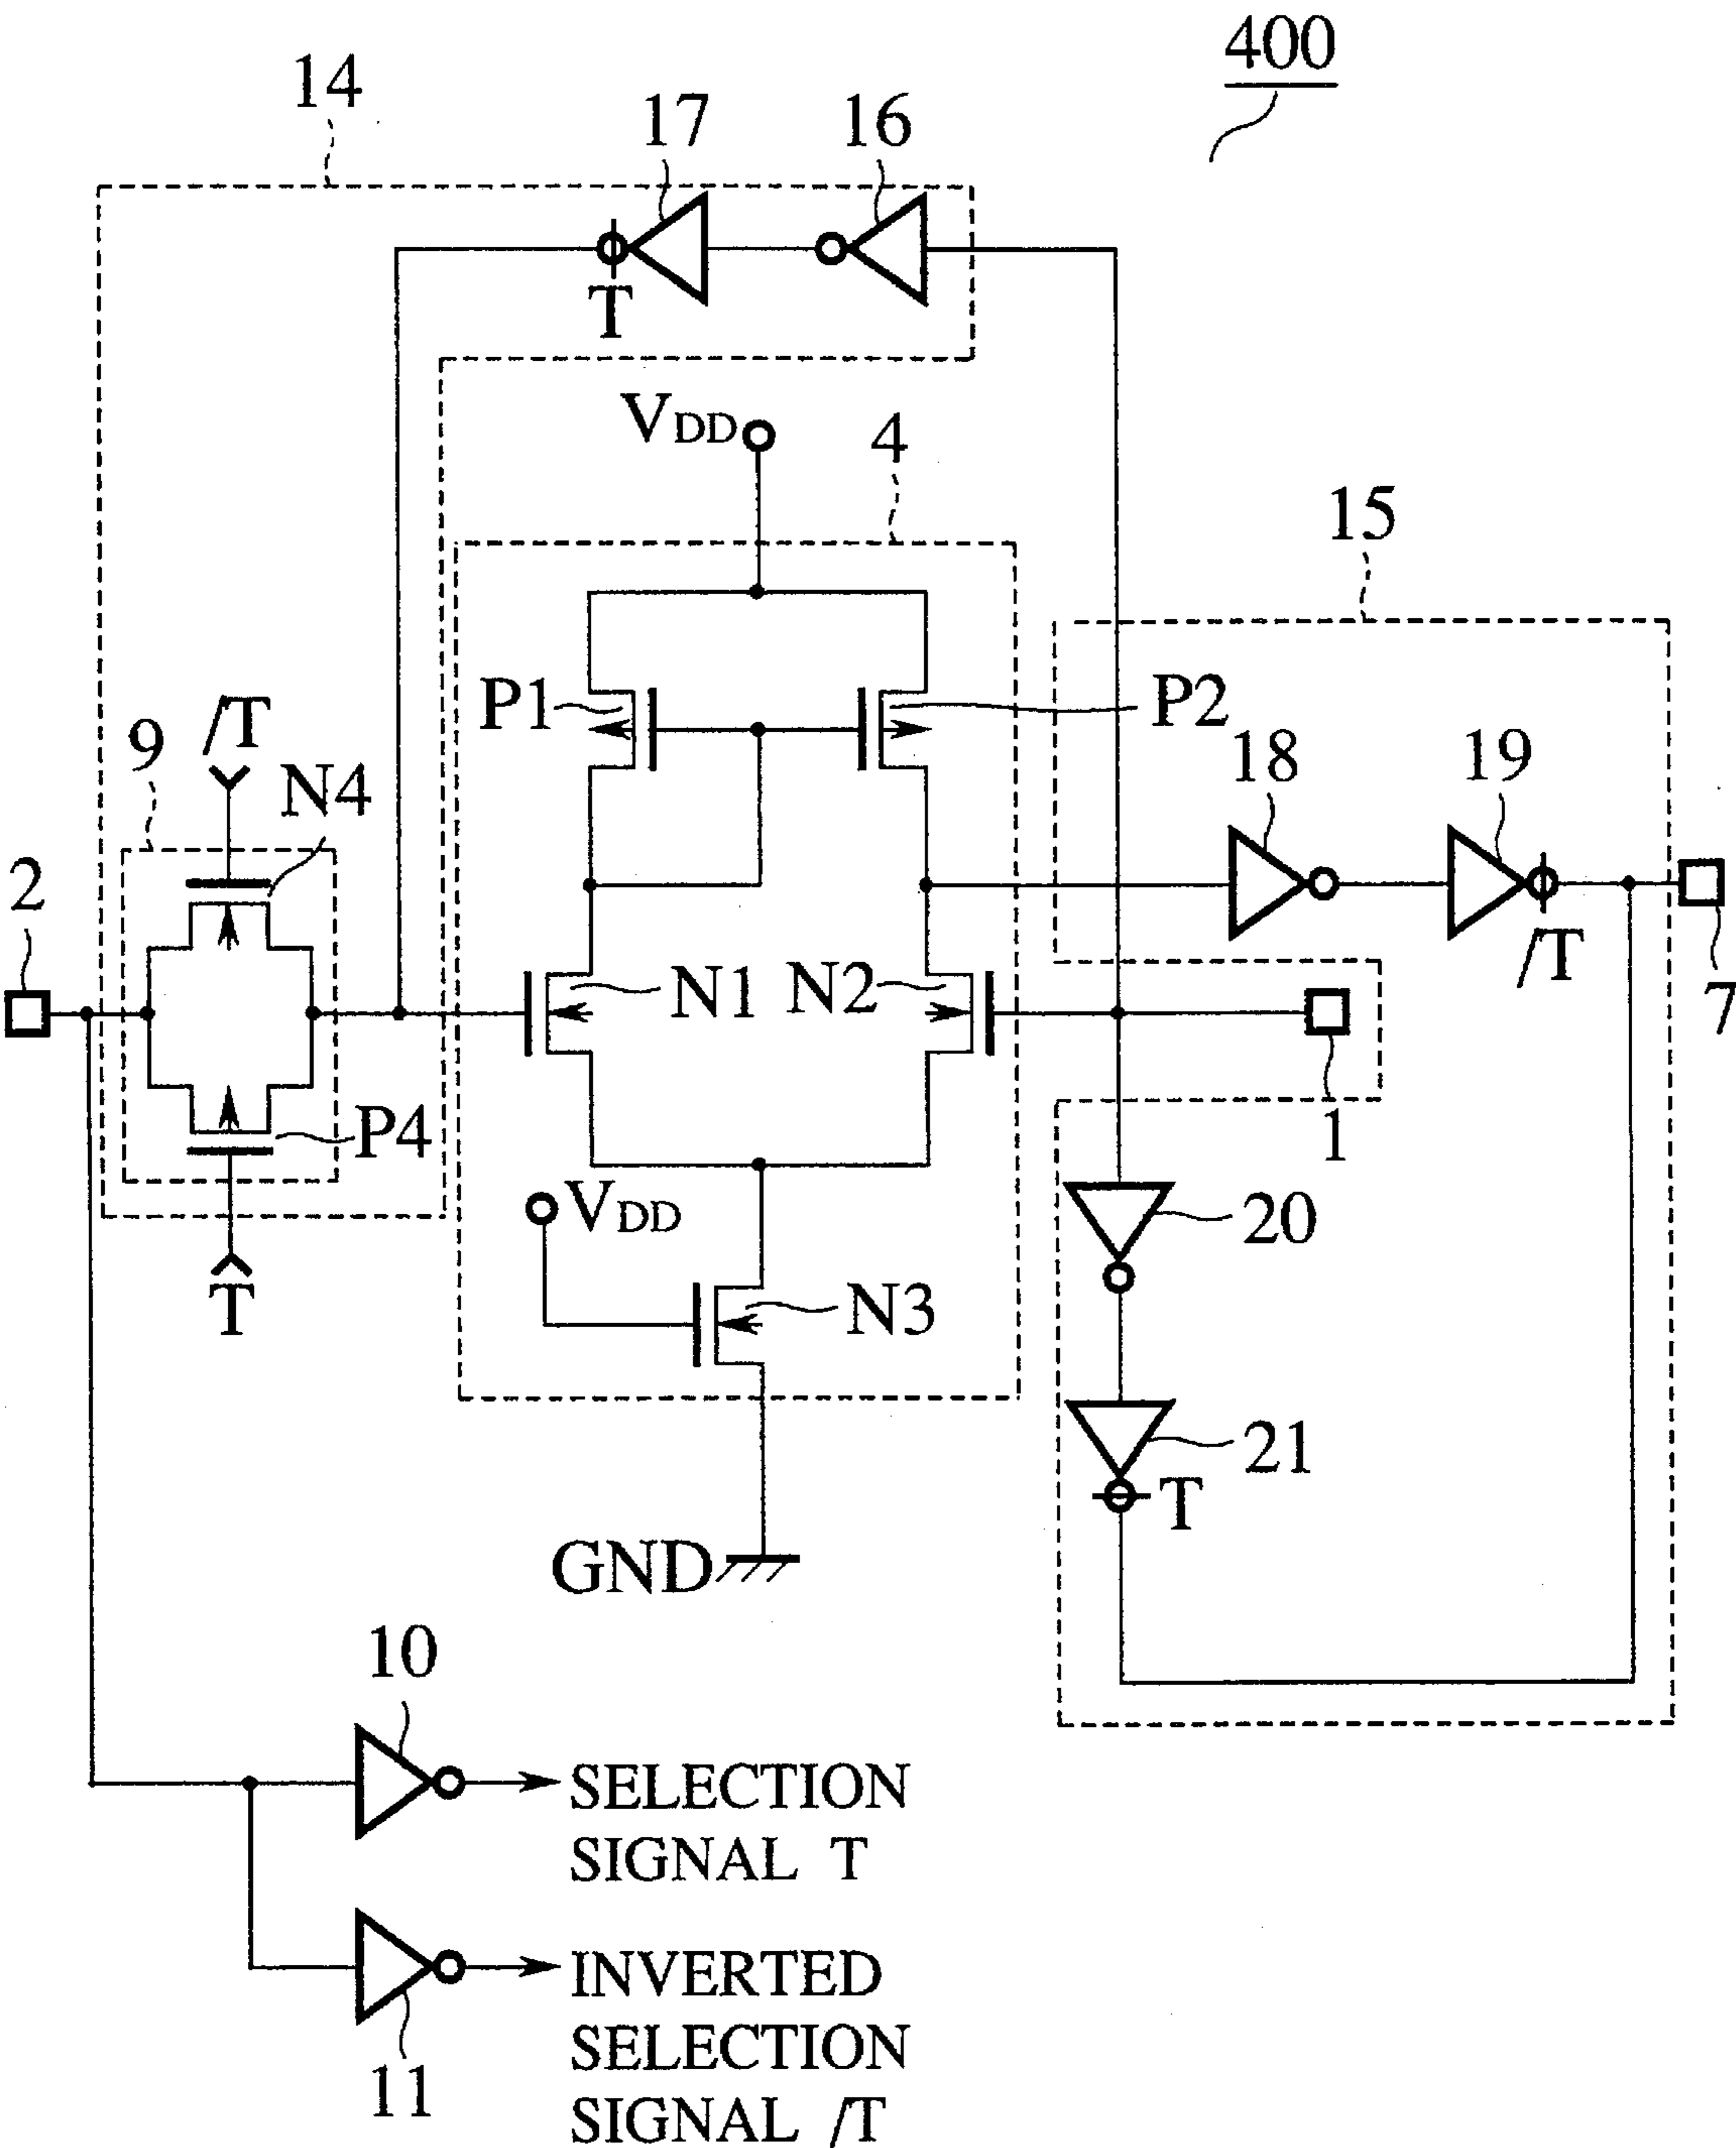 400
14
17
16
T
VDD
4
15
P1
P2
/T
9
N4
18
19
2
/T
7
N1
N2
P4
1
VDD
20
T
N3
21
T
GND
10
SELECTION
SIGNAL T
INVERTED
SELECTION
SIGNAL /T
11